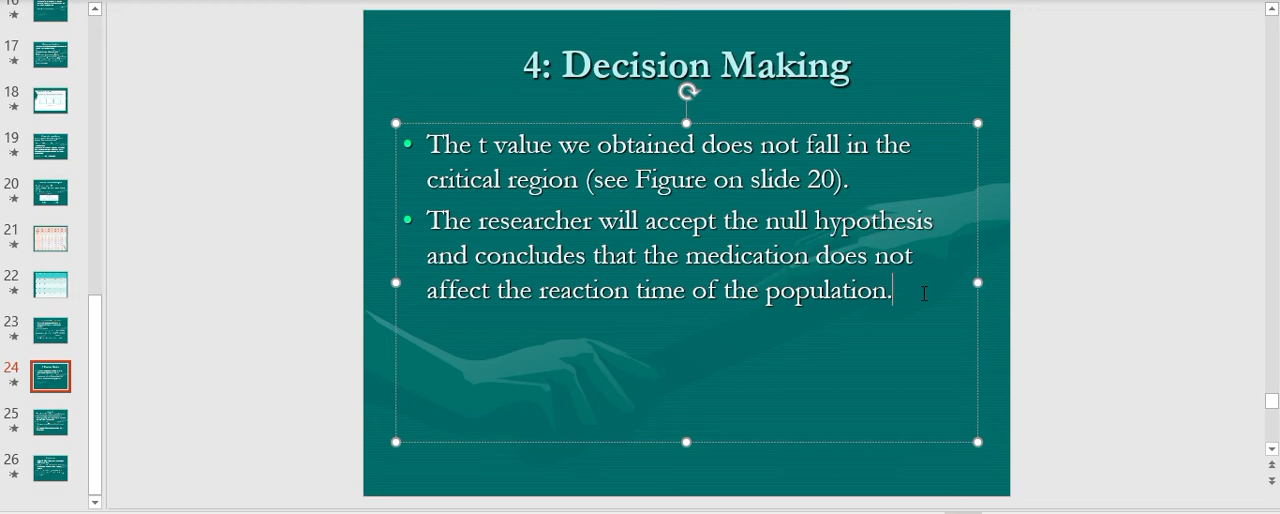 16
17
18
19
20
21
22
23
24
25
26
4: Decision Making
• The t value we obtained does not fall in the
critical region (see Figure on slide 20).
• The researcher will accept the null hypothesis
and concludes that the medication does not
affect the reaction time of the population.